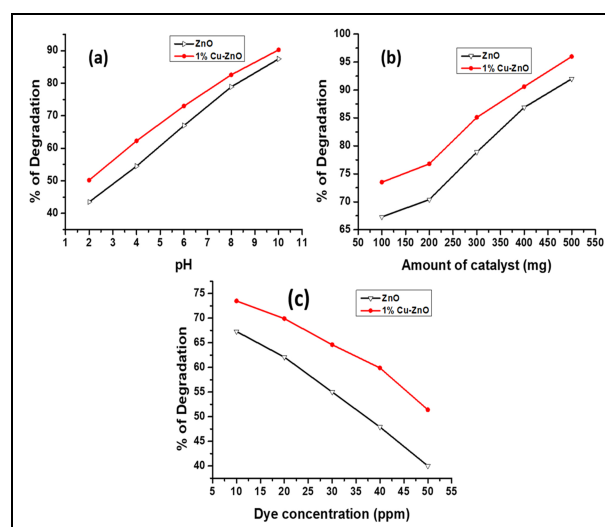 (a)
ZnO
1% Cu-ZnO
% of Degradation
90
80
70
60
50
40
1 2 3 4 5 6 7 8 9 10 11
pH
(b)
ZnO
1% Cu-ZnO
% of Degradation
100
95
90
85
80
75
70
65
50 100 150 200 250 300 350 400 450 500 550
Amount of catalyst (mg)
(c)
ZnO
1% Cu-ZnO
% of Degradation
75
70
65
60
55
50
45
40
5 10 15 20 25 30 35 40 45 50 55
Dye concentration (ppm)